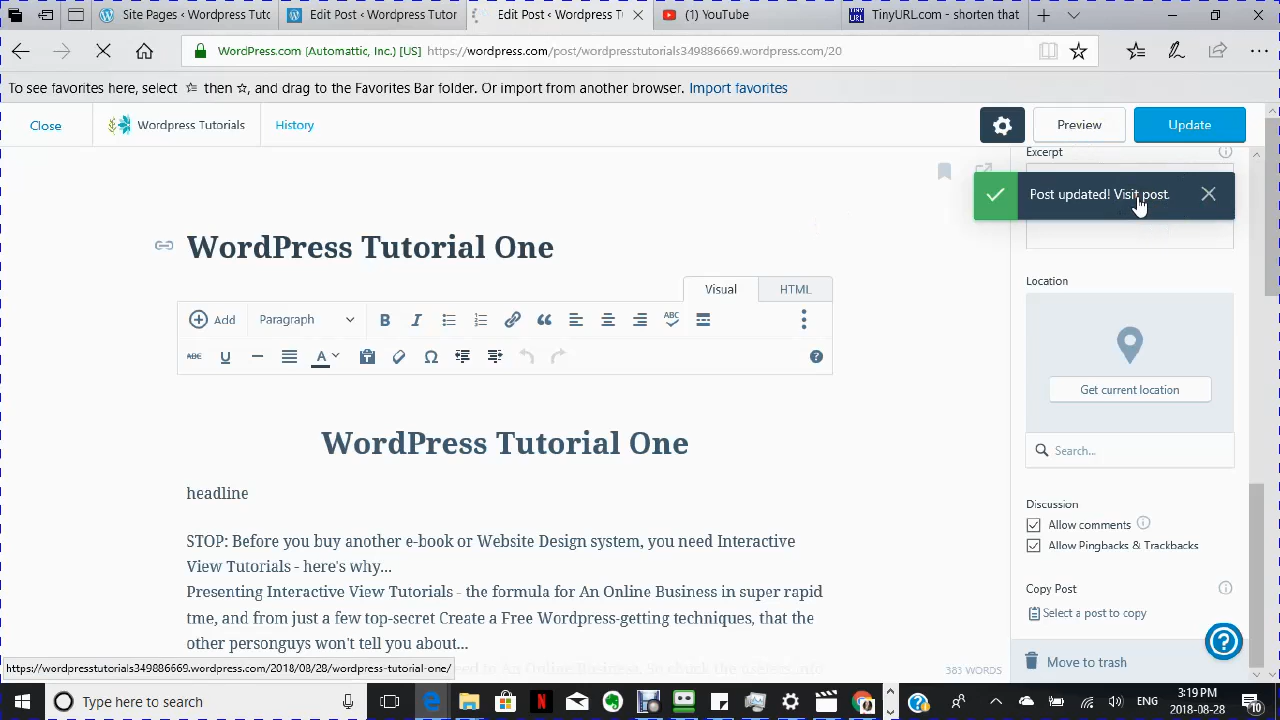 Site Pages ‹ Wordpress Tuto
Edit Post ‹ Wordpress Tutor
Edit Post ‹ Wordpress T
(1) YouTube
TinyURL.com - shorten that
WordPress.com (Automattic, Inc.) [US]
https://wordpress.com/post/wordpresstutorials349886669.wordpress.com/20
To see favorites here, select ☆ then ☆, and drag to the Favorites Bar folder. Or import from another browser. Import favorites
Close
Wordpress Tutorials
History
Preview
Update
Excerpt
Post updated! Visit post.
WordPress Tutorial One
Visual
HTML
Add
Paragraph
B
I
ABC
ABC
U
A
Location
Get current location
Search...
WordPress Tutorial One
headline
STOP: Before you buy another e-book or Website Design system, you need Interactive
View Tutorials - here's why...
Presenting Interactive View Tutorials - the formula for An Online Business in super rapid
tme, and from just a few top-secret Create a Free Wordpress-getting techniques, that the
other personguys won't tell you about...
Discussion
Allow comments
Allow Pingbacks & Trackbacks
Copy Post
Select a post to copy
Move to trash
383 WORDS
https://wordpresstutorials349886669.wordpress.com/2018/08/28/wordpress-tutorial-one/
Type here to search
ENG
3:19 PM
2018-08-28
10